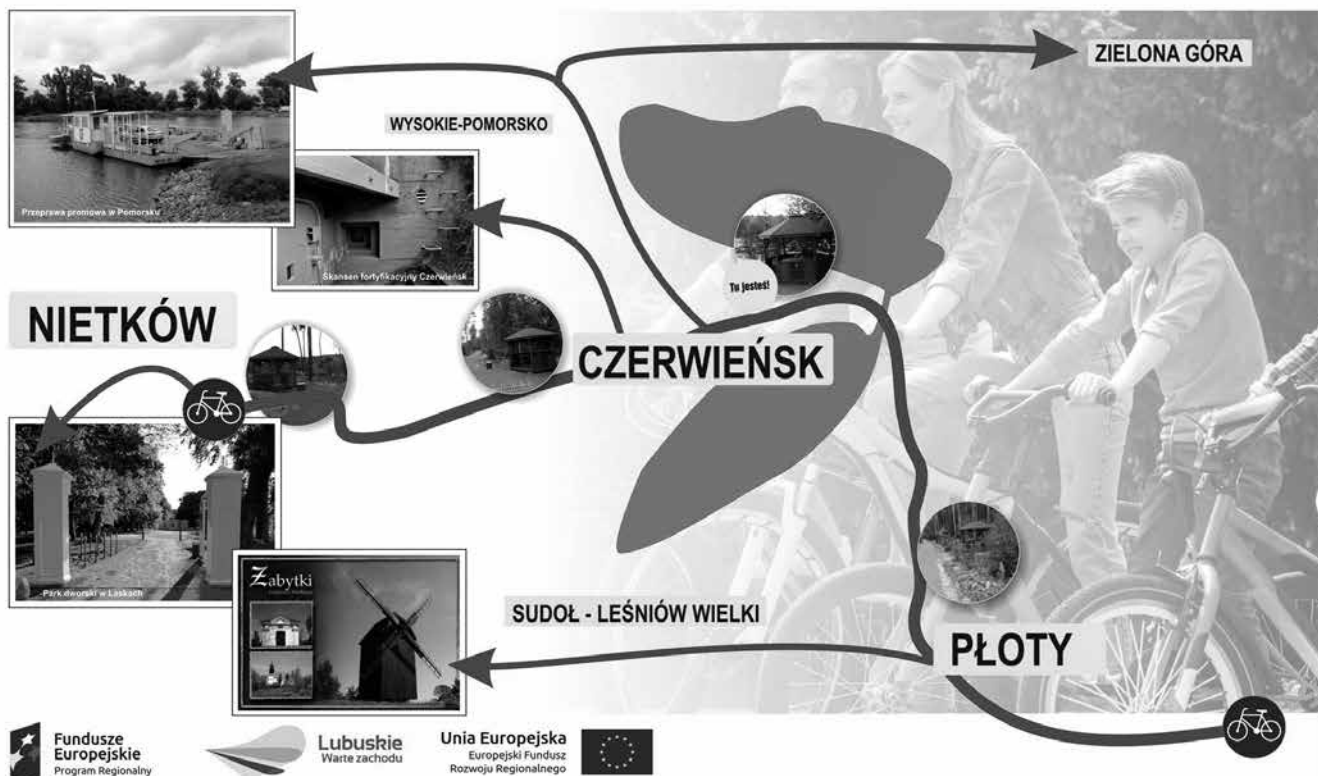 ZIELONA GÓRA
WYSOKIE-POMORSKO
Przeprawa promowa w Pomorsku
Skansen fortyfikacyjny Czerwieńsk
Tu jesteś!
NIETKÓW
CZERWIEŃSK
Park dworski w Laskach
Zabytki
SUDOŁ - LEŚNIÓW WIELKI
PŁOTY
Fundusze
Europejskie
Program Regionalny
Lubuskie
Warte zachodu
Unia Europejska
Europejski Fundusz
Rozwoju Regionalnego